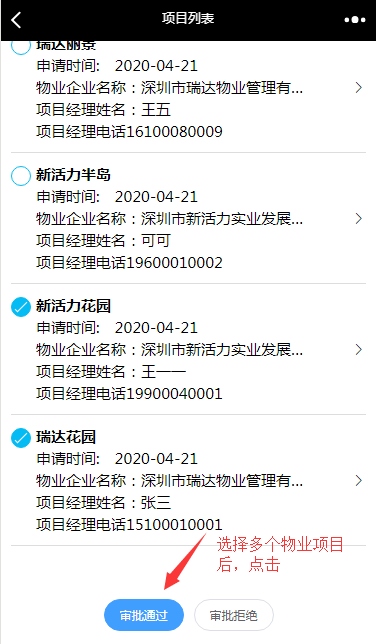 项目列表
瑞达丽景
申请时间: 2020-04-21
物业企业名称：深圳市瑞达物业管理有...
项目经理姓名：王五
项目经理电话16100080009
新活力半岛
申请时间: 2020-04-21
物业企业名称：深圳市新活力实业发展...
项目经理姓名：可可
项目经理电话19600010002
新活力花园
申请时间: 2020-04-21
物业企业名称：深圳市新活力实业发展...
项目经理姓名：王一一
项目经理电话19900040001
瑞达花园
申请时间: 2020-04-21
物业企业名称：深圳市瑞达物业管理有...
项目经理姓名：张三
项目经理电话15100010001
选择多个物业项目
后，点击
审批通过 审批拒绝